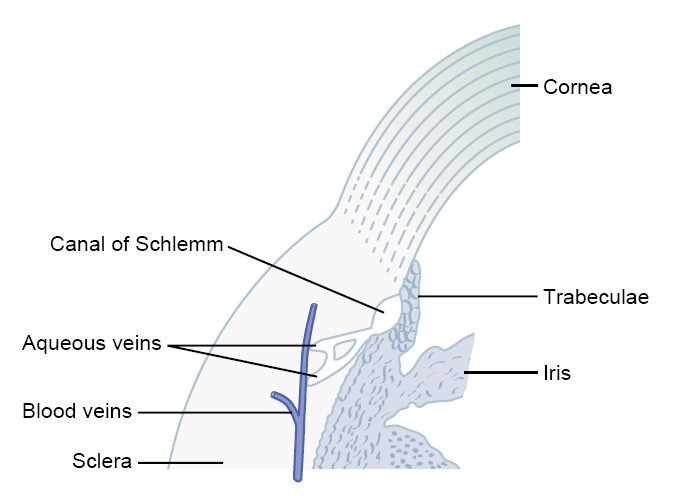 Cornea
Canal of Schlemm
Trabeculae
Aqueous veins
Iris
Blood veins
Sclera